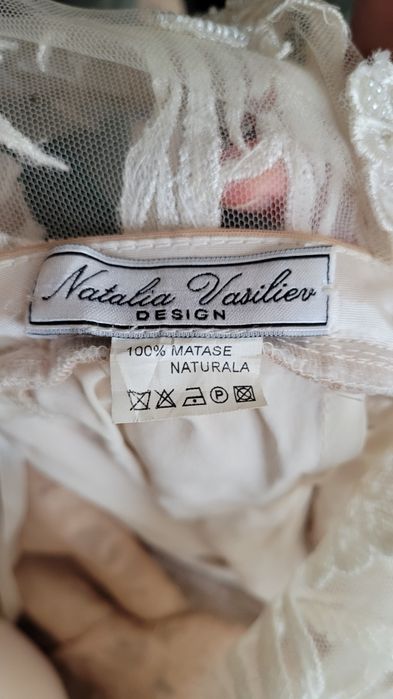 Natalia Vasiliev
DESIGN
100% MATASE
NATURALA
P